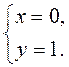 x = 0,
y = 1.